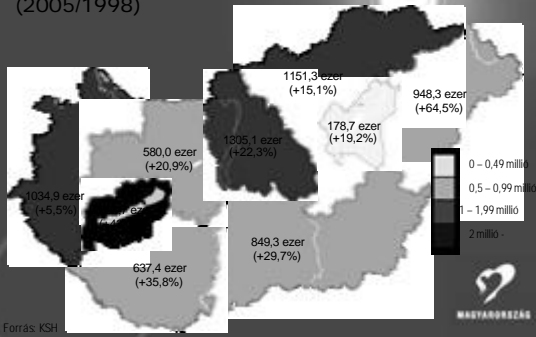 (2005/1998)
1151,3 ezer
(+15,1%)
948,3 ezer
(+64,5%)
178,7 ezer
(+19,2%)
1305,1 ezer
(+22,3%)
580,0 ezer
(+20,9%)
1034,9 ezer
(+5,5%)
ezer
849,3 ezer
(+29,7%)
637,4 ezer
(+35,8%)
0 – 0,49 millió
0,5 – 0,99 millió
1 – 1,99 millió
2 millió -
MAGYARORSZÁG
Forrás: KSH